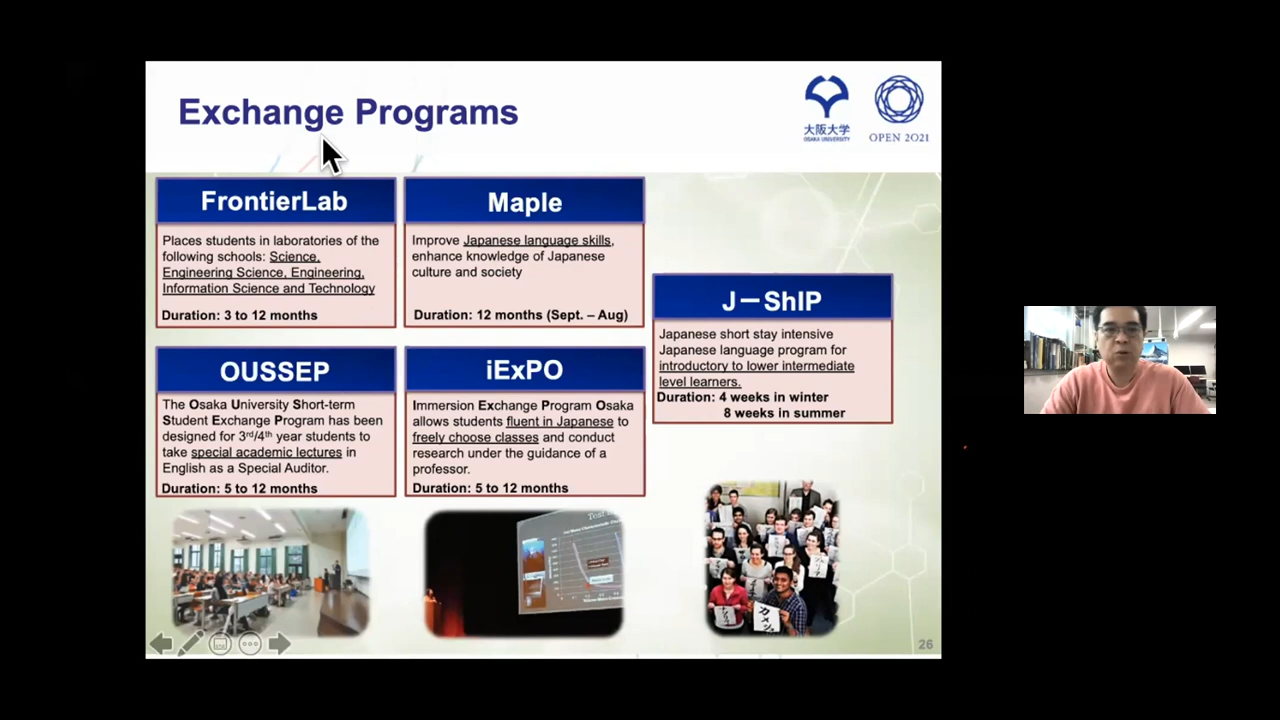 Exchange Programs
大阪大学
OSAKA UNIVERSITY
OPEN 2O21
FrontierLab
Places students in laboratories of the
following schools: Science,
Engineering Science, Engineering,
Information Science and Technology
Duration: 3 to 12 months
Maple
Improve Japanese language skills,
enhance knowledge of Japanese
culture and society
Duration: 12 months (Sept. – Aug)
J－ShIP
Japanese short stay intensive
Japanese language program for
introductory to lower intermediate
level learners.
Duration: 4 weeks in winter
8 weeks in summer
OUSSEP
The Osaka University Short-term
Student Exchange Program has been
designed for 3rd/4th year students to
take special academic lectures in
English as a Special Auditor.
Duration: 5 to 12 months
iExPO
Immersion Exchange Program Osaka
allows students fluent in Japanese to
freely choose classes and conduct
research under the guidance of a
professor.
Duration: 5 to 12 months
26